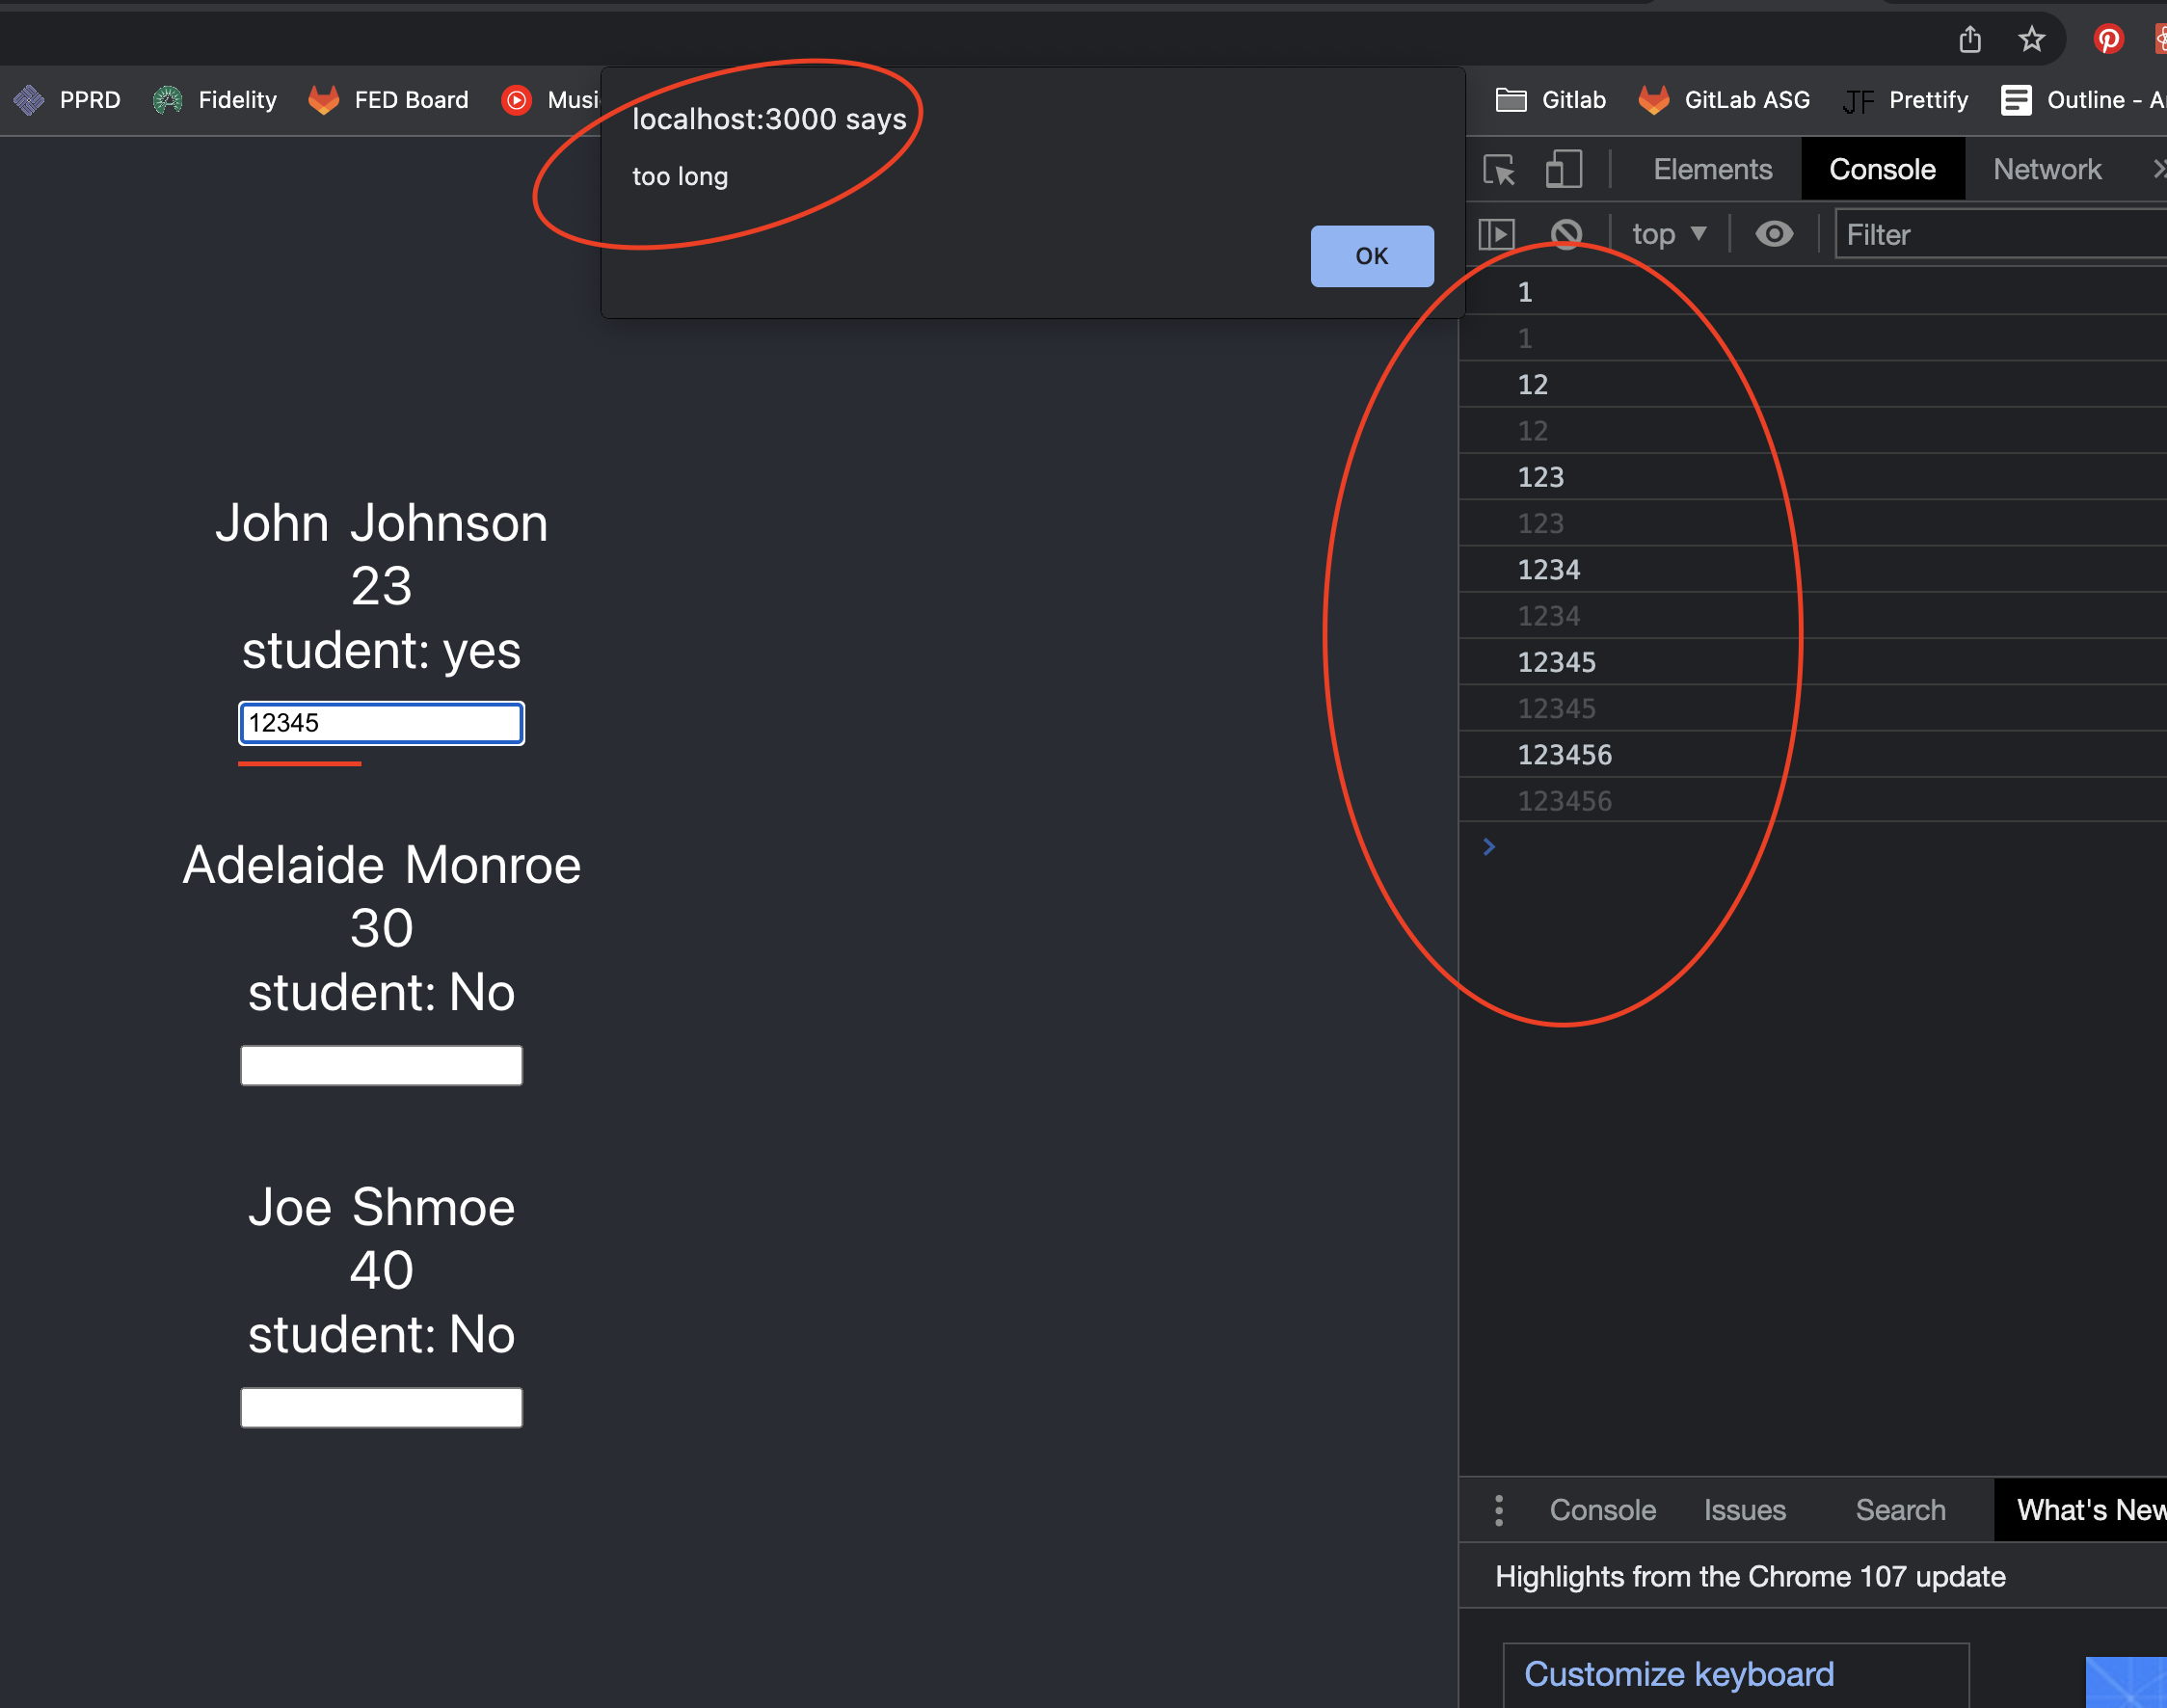 PPRD Fidelity FED Board Musi
localhost:3000 says
too long
OK
Gitlab GitLab ASG JF Prettify Outline - A
Elements Console Network
top Filter
1
1
12
12
123
123
1234
1234
12345
12345
123456
123456
John Johnson
23
student: yes
12345
Adelaide Monroe
30
student: No
Joe Shmoe
40
student: No
Console Issues Search What's New
Highlights from the Chrome 107 update
Customize keyboard